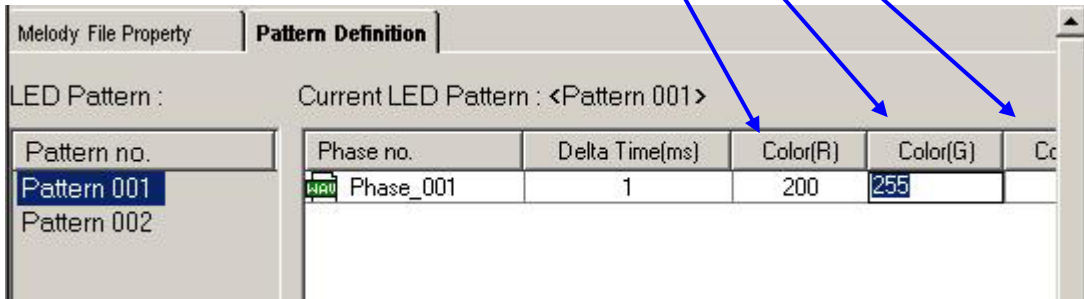 Melody File Property Pattern Definition
LED Pattern : Current LED Pattern : <Pattern 001>
Pattern no. Phase no. Delta Time(ms) Color(R) Color(G) Co
Pattern 001 WAV Phase_001 1 200 255
Pattern 002